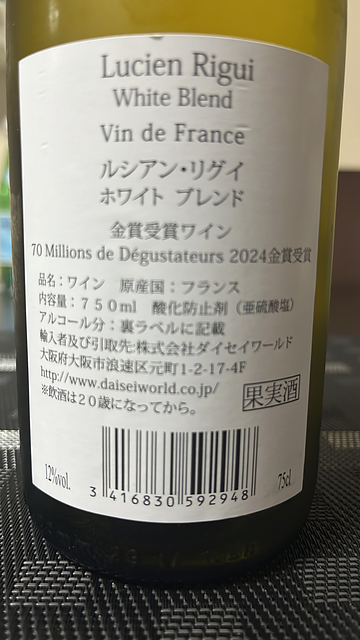 Lucien Rigui
White Blend
Vin de France
ルシアン・リゲイ
ホワイト ブレンド
金賞受賞ワイン
70 Millions de Dégustateurs 2024金賞受賞
品名：ワイン 原産国：フランス
内容量：７５０ml 酸化防止剤（亜硫酸塩）
アルコール分：裏ラベルに記載
輸入者及び引取先:株式会社ダイセイワールド
大阪府大阪市浪速区元町1-2-17-4F
http://www.daiseiworld.co.jp/
※飲酒は２０歳になってから。
果実酒
12%vol.
75cl
3 416830 592948